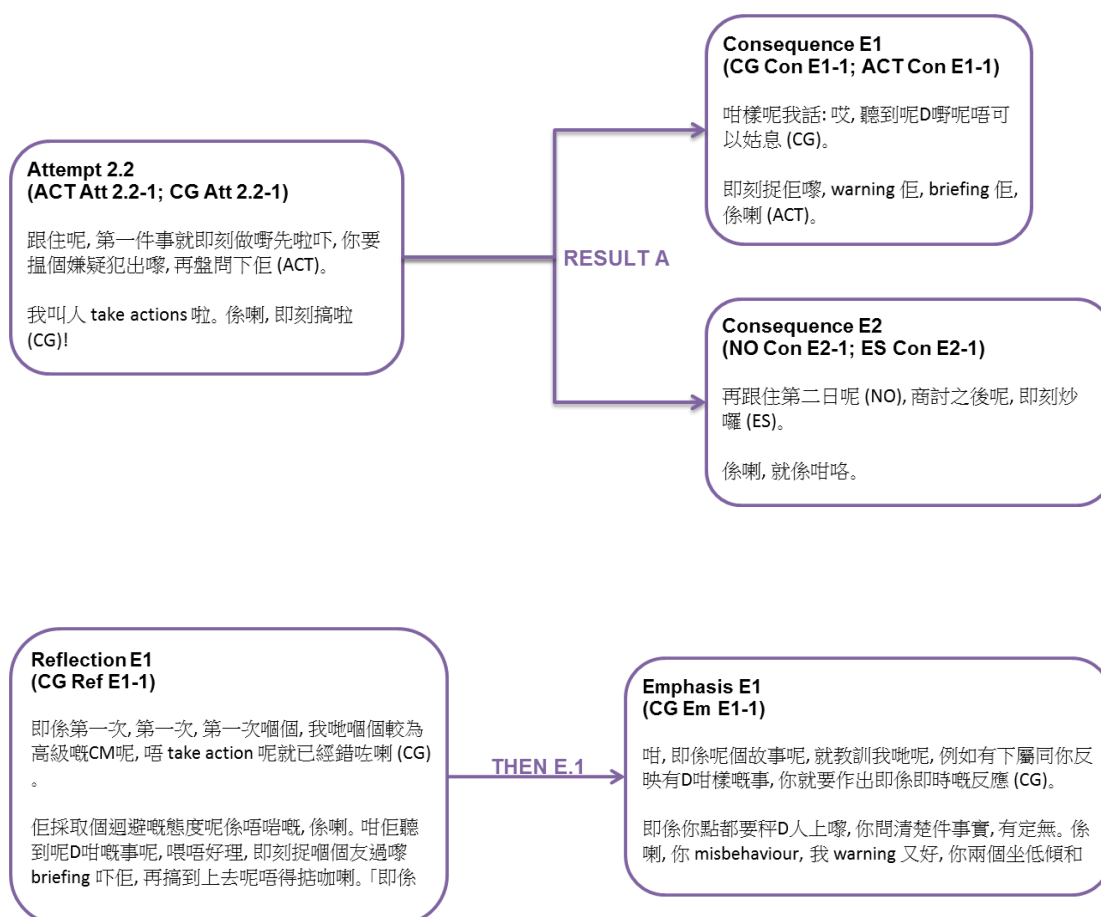 Consequence E1
(CG Con E1-1; ACT Con E1-1)
咁樣呢我話: 哎, 聽到呢D嘢呢唔可
以姑息 (CG)。
即刻捉佢嚟, warning 佢, briefing 佢,
係喇 (ACT)。
Attempt 2.2
(ACT Att 2.2-1; CG Att 2.2-1)
跟住呢, 第一件事就即刻做嘢先啦吓, 你要
搵個嫌疑犯出嚟, 再盤問下佢 (ACT)。
我叫人 take actions 啦。係喇, 即刻搞啦
(CG)!
RESULT A
Consequence E2
(NO Con E2-1; ES Con E2-1)
再跟住第二日呢 (NO), 商討之後呢, 即刻炒
囉 (ES)。
係喇, 就係咁咯。
Reflection E1
(CG Ref E1-1)
即係第一次, 第一次, 第一次嗰個, 我哋嗰個較為
高級嘅CM呢, 唔 take action 呢就已經錯咗喇 (CG)
。
佢採取個迴避嘅態度呢係唔啱嘅, 係喇。咁佢聽
到呢D咁嘅事呢, 喂唔好理, 即刻捉嗰個友過嚟
briefing 吓佢, 再搞到上去呢唔得掂咖喇。「即係
THEN E.1
Emphasis E1
(CG Em E1-1)
咁, 即係呢個故事呢, 就教訓我哋呢, 例如有下屬同你反
映有D咁樣嘅事, 你就要作出即係即時嘅反應 (CG)。
即係你點都要秤D人上嚟, 你問清楚件事實, 有定無。係
喇, 你 misbehaviour, 我 warning 又好, 你兩個坐低傾和